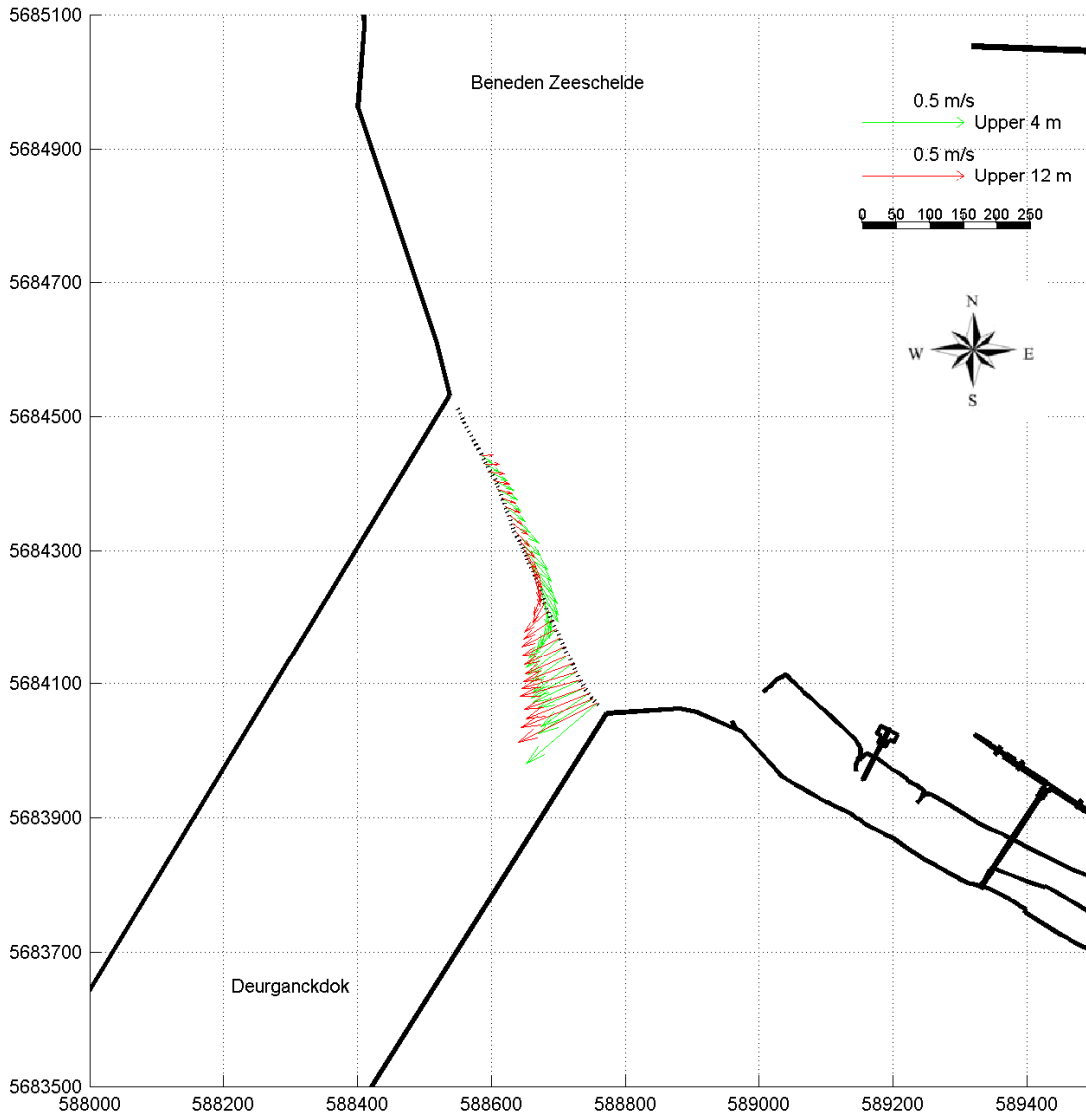 5685100
Beneden Zeeschelde
0.5 m/s
Upper 4 m
5684900
0.5 m/s
Upper 12 m
0 50 100 150 200 250
5684700
N
W E
S
5684500
5684300
5684100
5683900
5683700
Deurganckdok
5683500
588000 588200 588400 588600 588800 589000 589200 589400